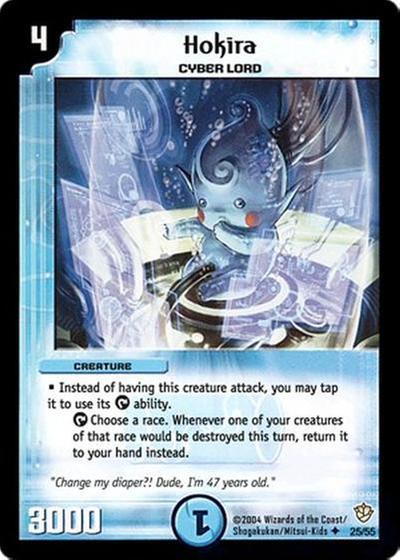 4
Hokira
CYBER LORD
CREATURE
▪ Instead of having this creature attack, you may tap
it to use its ability.
Choose a race. Whenever one of your creatures
of that race would be destroyed this turn, return it
to your hand instead.
"Change my diaper?! Dude, I'm 47 years old."
3000
1
©2004 Wizards of the Coast/
Shogakukan/Mitsui-Kids ✦ 25/55